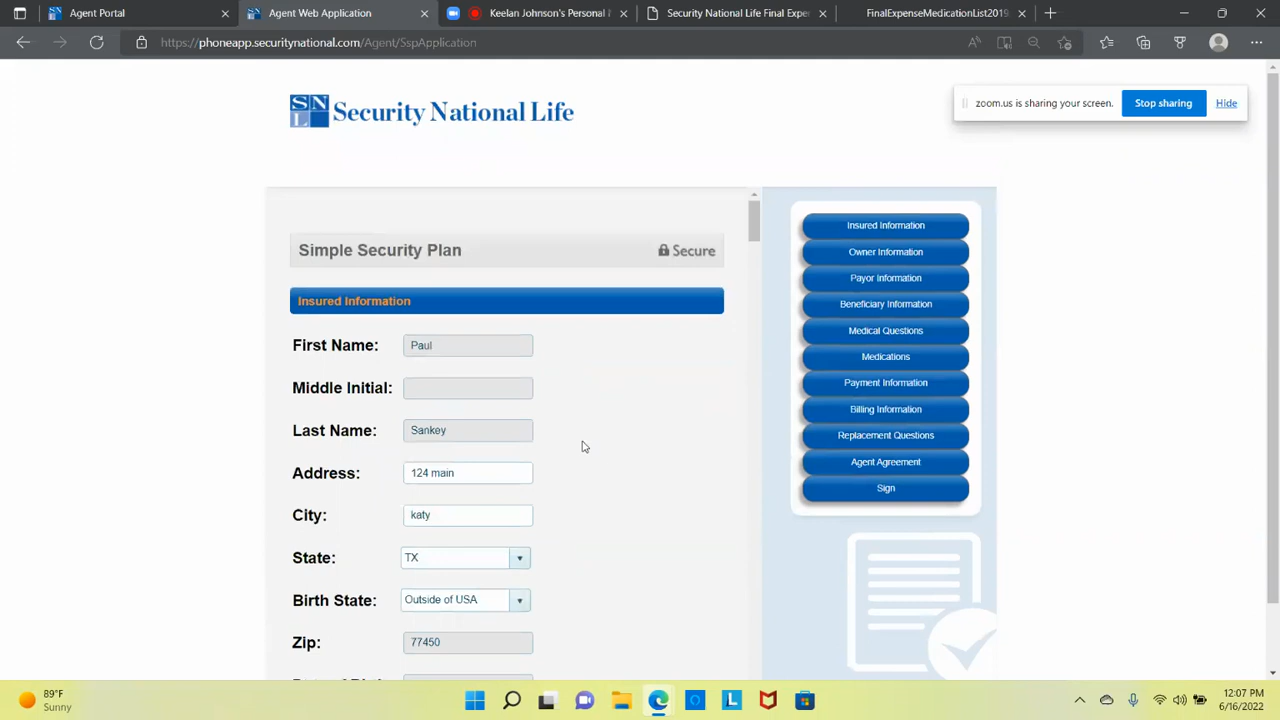 Agent Portal
Agent Web Application
Keelan Johnson's Personal
Security National Life Final Expe
FinalExpenseMedicationList2019
https://phoneapp.securitynational.com/Agent/SspApplication
SNL Security National Life
zoom.us is sharing your screen.
Stop sharing
Hide
Simple Security Plan
Secure
Insured Information
First Name: Paul
Middle Initial:
Last Name: Sankey
Address: 124 main
City: katy
State: TX
Birth State: Outside of USA
Zip: 77450
Insured Information
Owner Information
Payor Information
Beneficiary Information
Medical Questions
Medications
Payment Information
Billing Information
Replacement Questions
Agent Agreement
Sign
89°F
Sunny
12:07 PM
6/16/2022